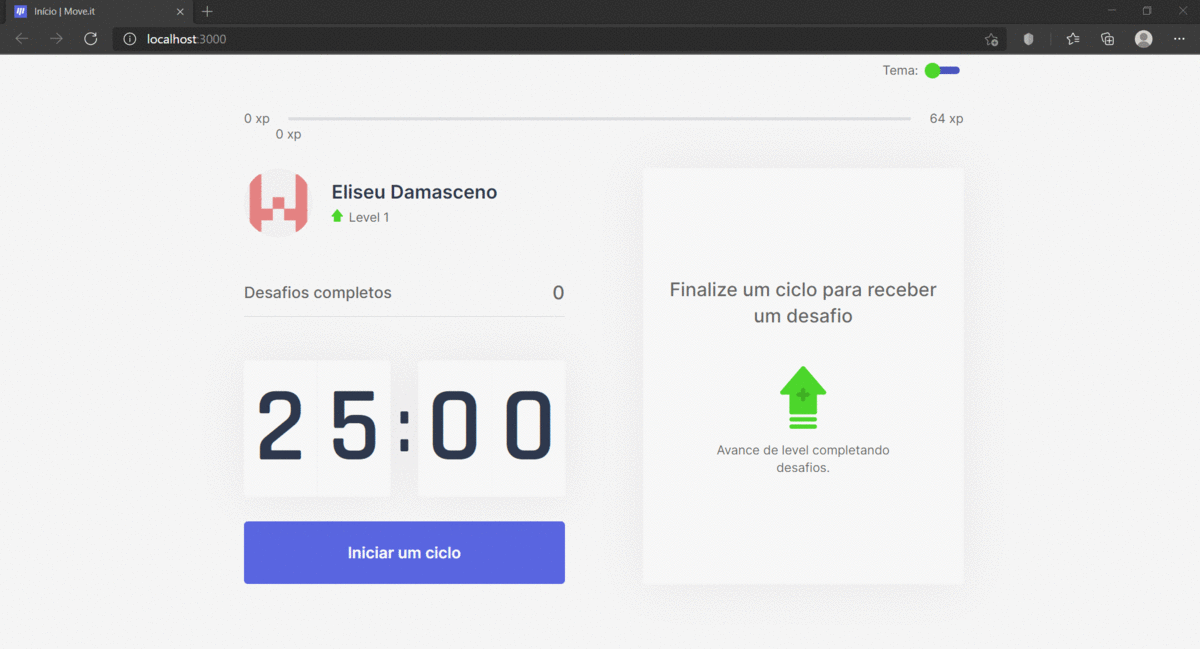 Início | Move.it
localhost:3000
Tema:
0 xp
64 xp
0 xp
Eliseu Damasceno
Level 1
Desafios completos 0
25:00
Iniciar um ciclo
Finalize um ciclo para receber
um desafio
Avance de level completando
desafios.